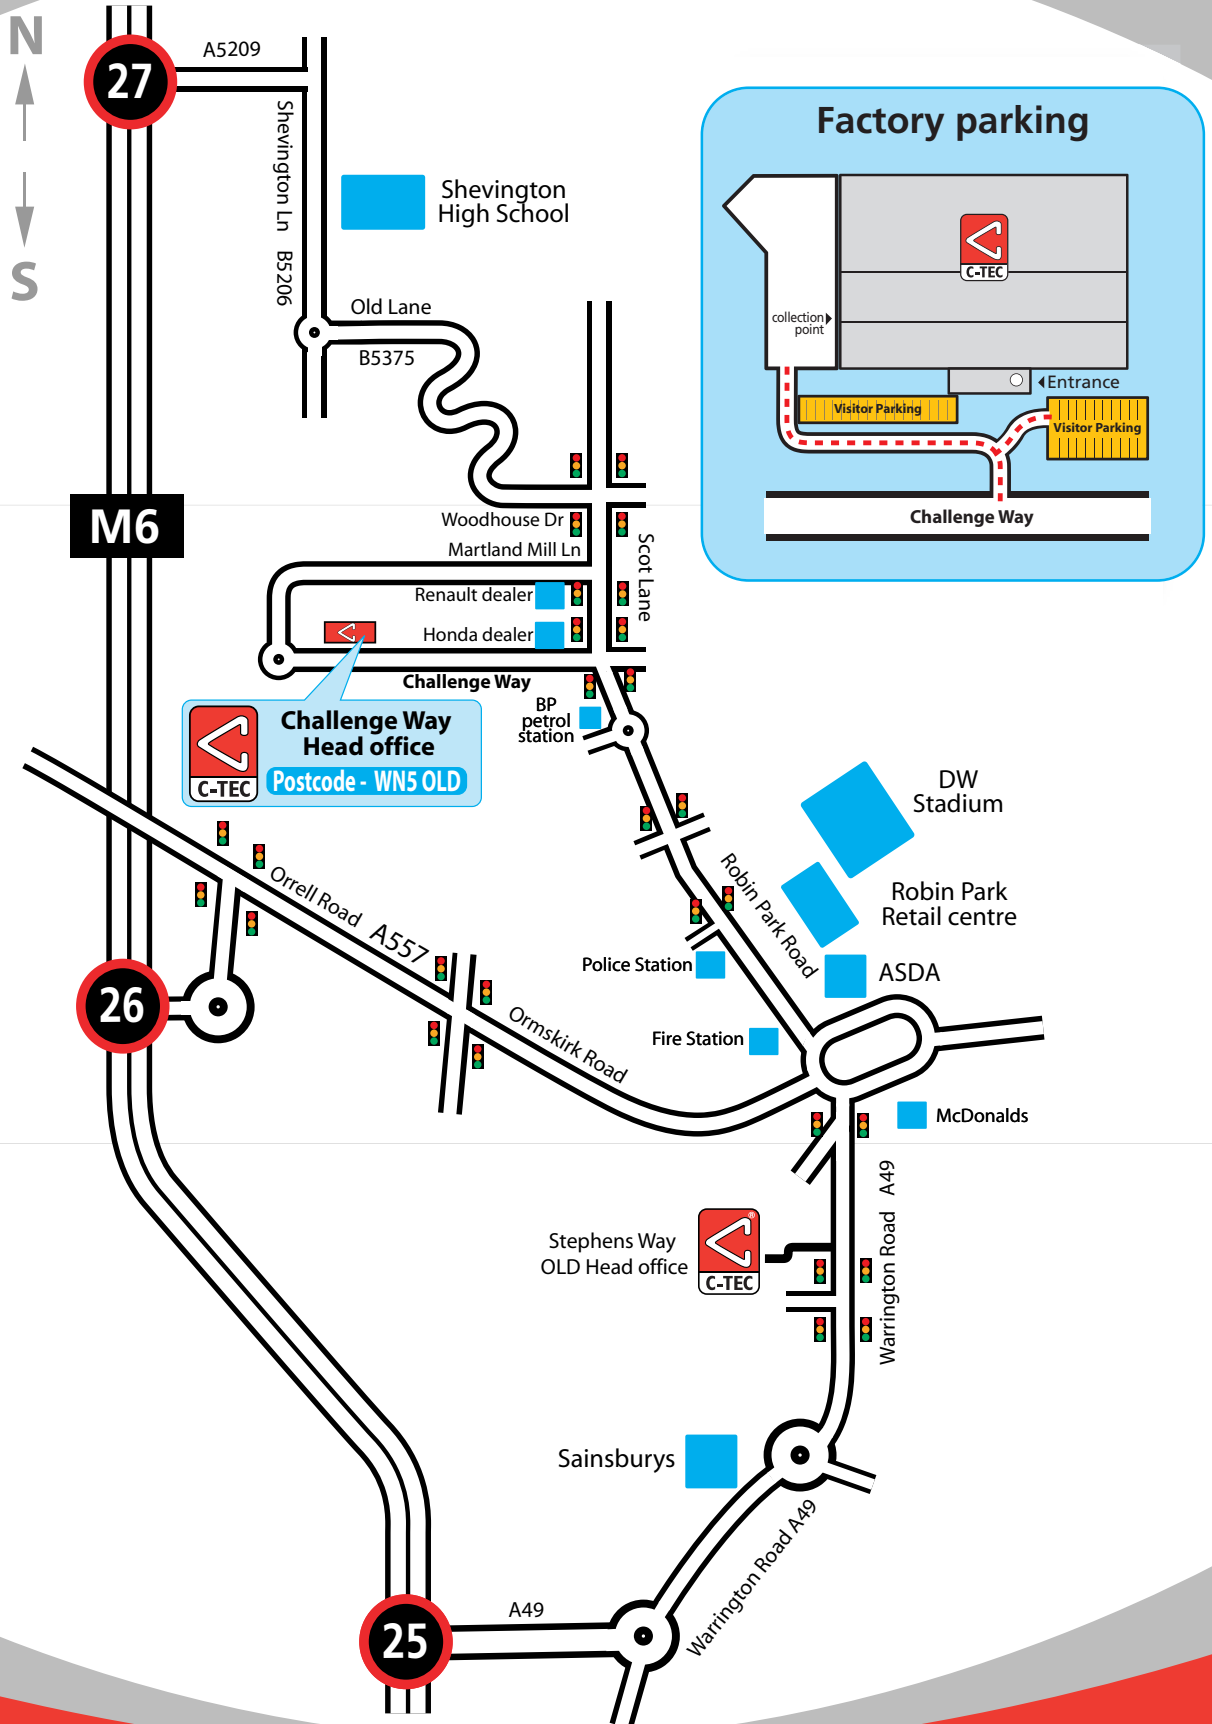 N
S
27
A5209
Shevington Ln B5206
Shevington
High School
Old Lane
B5375
Factory parking
C-TEC
collection
point
Entrance
Visitor Parking
Visitor Parking
Challenge Way
M6
Woodhouse Dr
Martland Mill Ln
Scot Lane
Renault dealer
Honda dealer
Challenge Way
BP
petrol
station
C-TEC
Challenge Way
Head office
Postcode - WN5 OLD
DW
Stadium
Robin Park
Retail centre
Robin Park Road
Orrell Road A557
Police Station
ASDA
26
Ormskirk Road
Fire Station
McDonalds
Warrington Road A49
Stephens Way
OLD Head office
®
C-TEC
Sainsburys
Warrington Road A49
A49
25